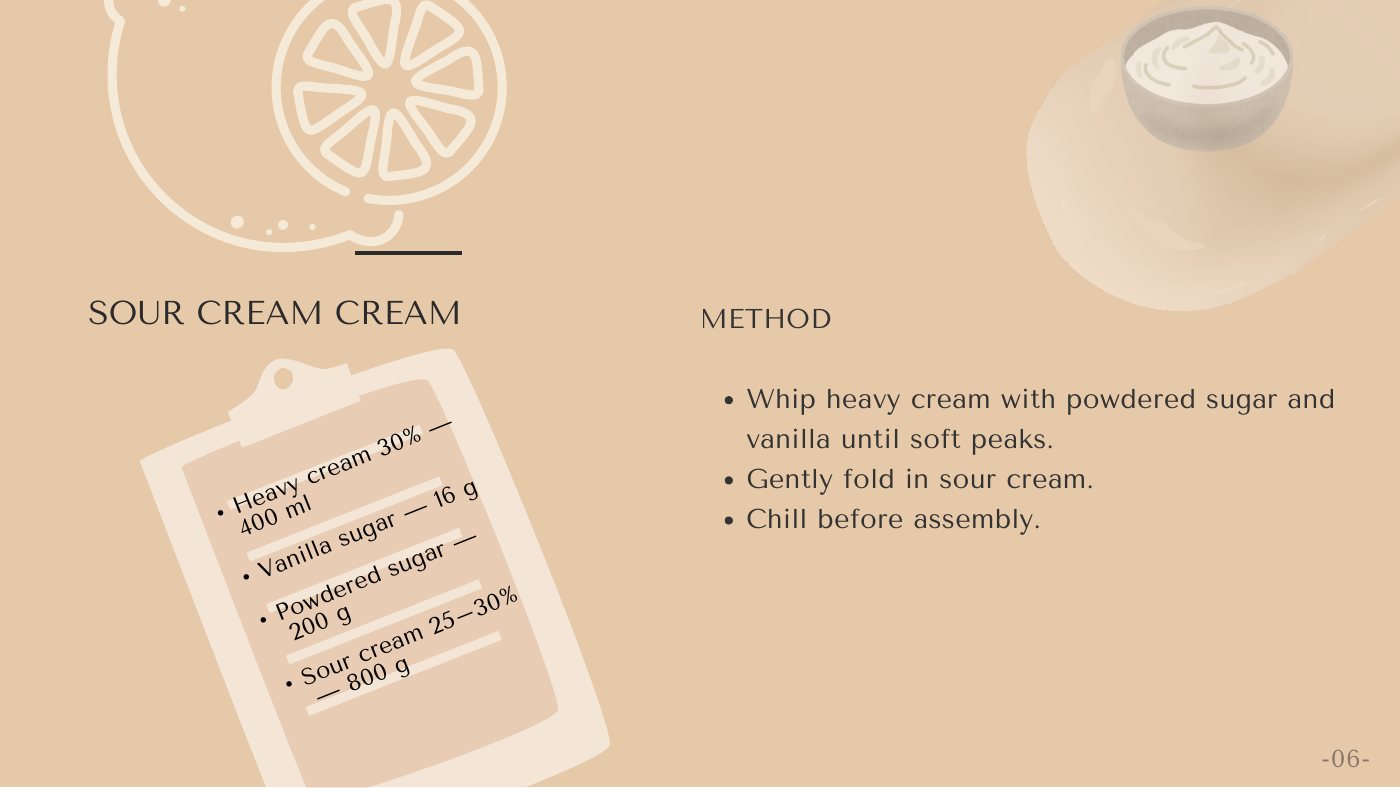 SOUR CREAM CREAM
• Heavy cream 30% —
400 ml
• Vanilla sugar — 16 g
• Powdered sugar —
200 g
• Sour cream 25–30%
— 800 g
METHOD
• Whip heavy cream with powdered sugar and
vanilla until soft peaks.
• Gently fold in sour cream.
• Chill before assembly.
-06-